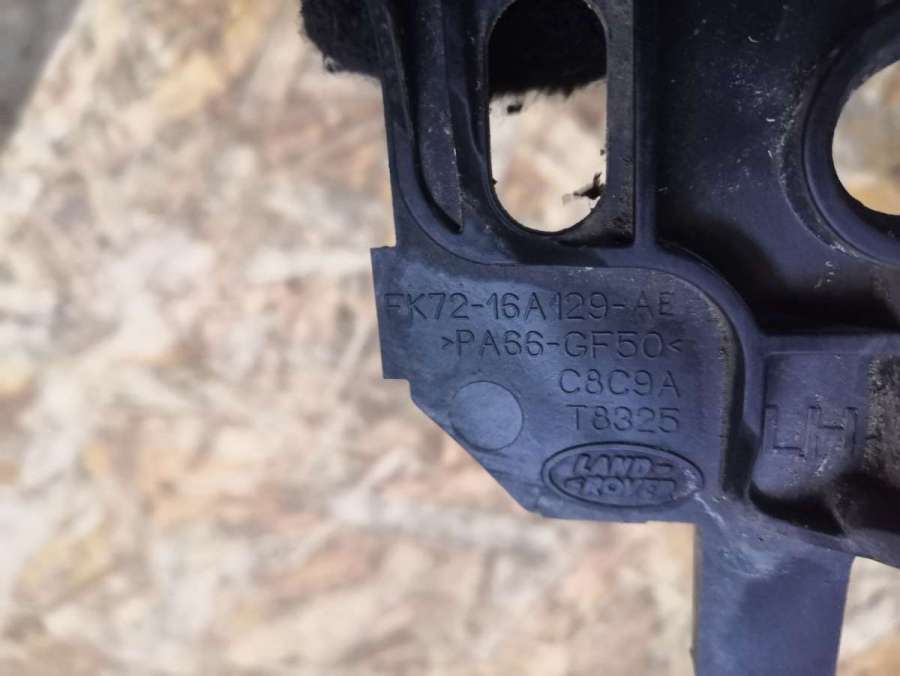 FK72-16A129-AE
>PA66-GF50<
C8C9A
T8325
LAND-
ROVER
LH